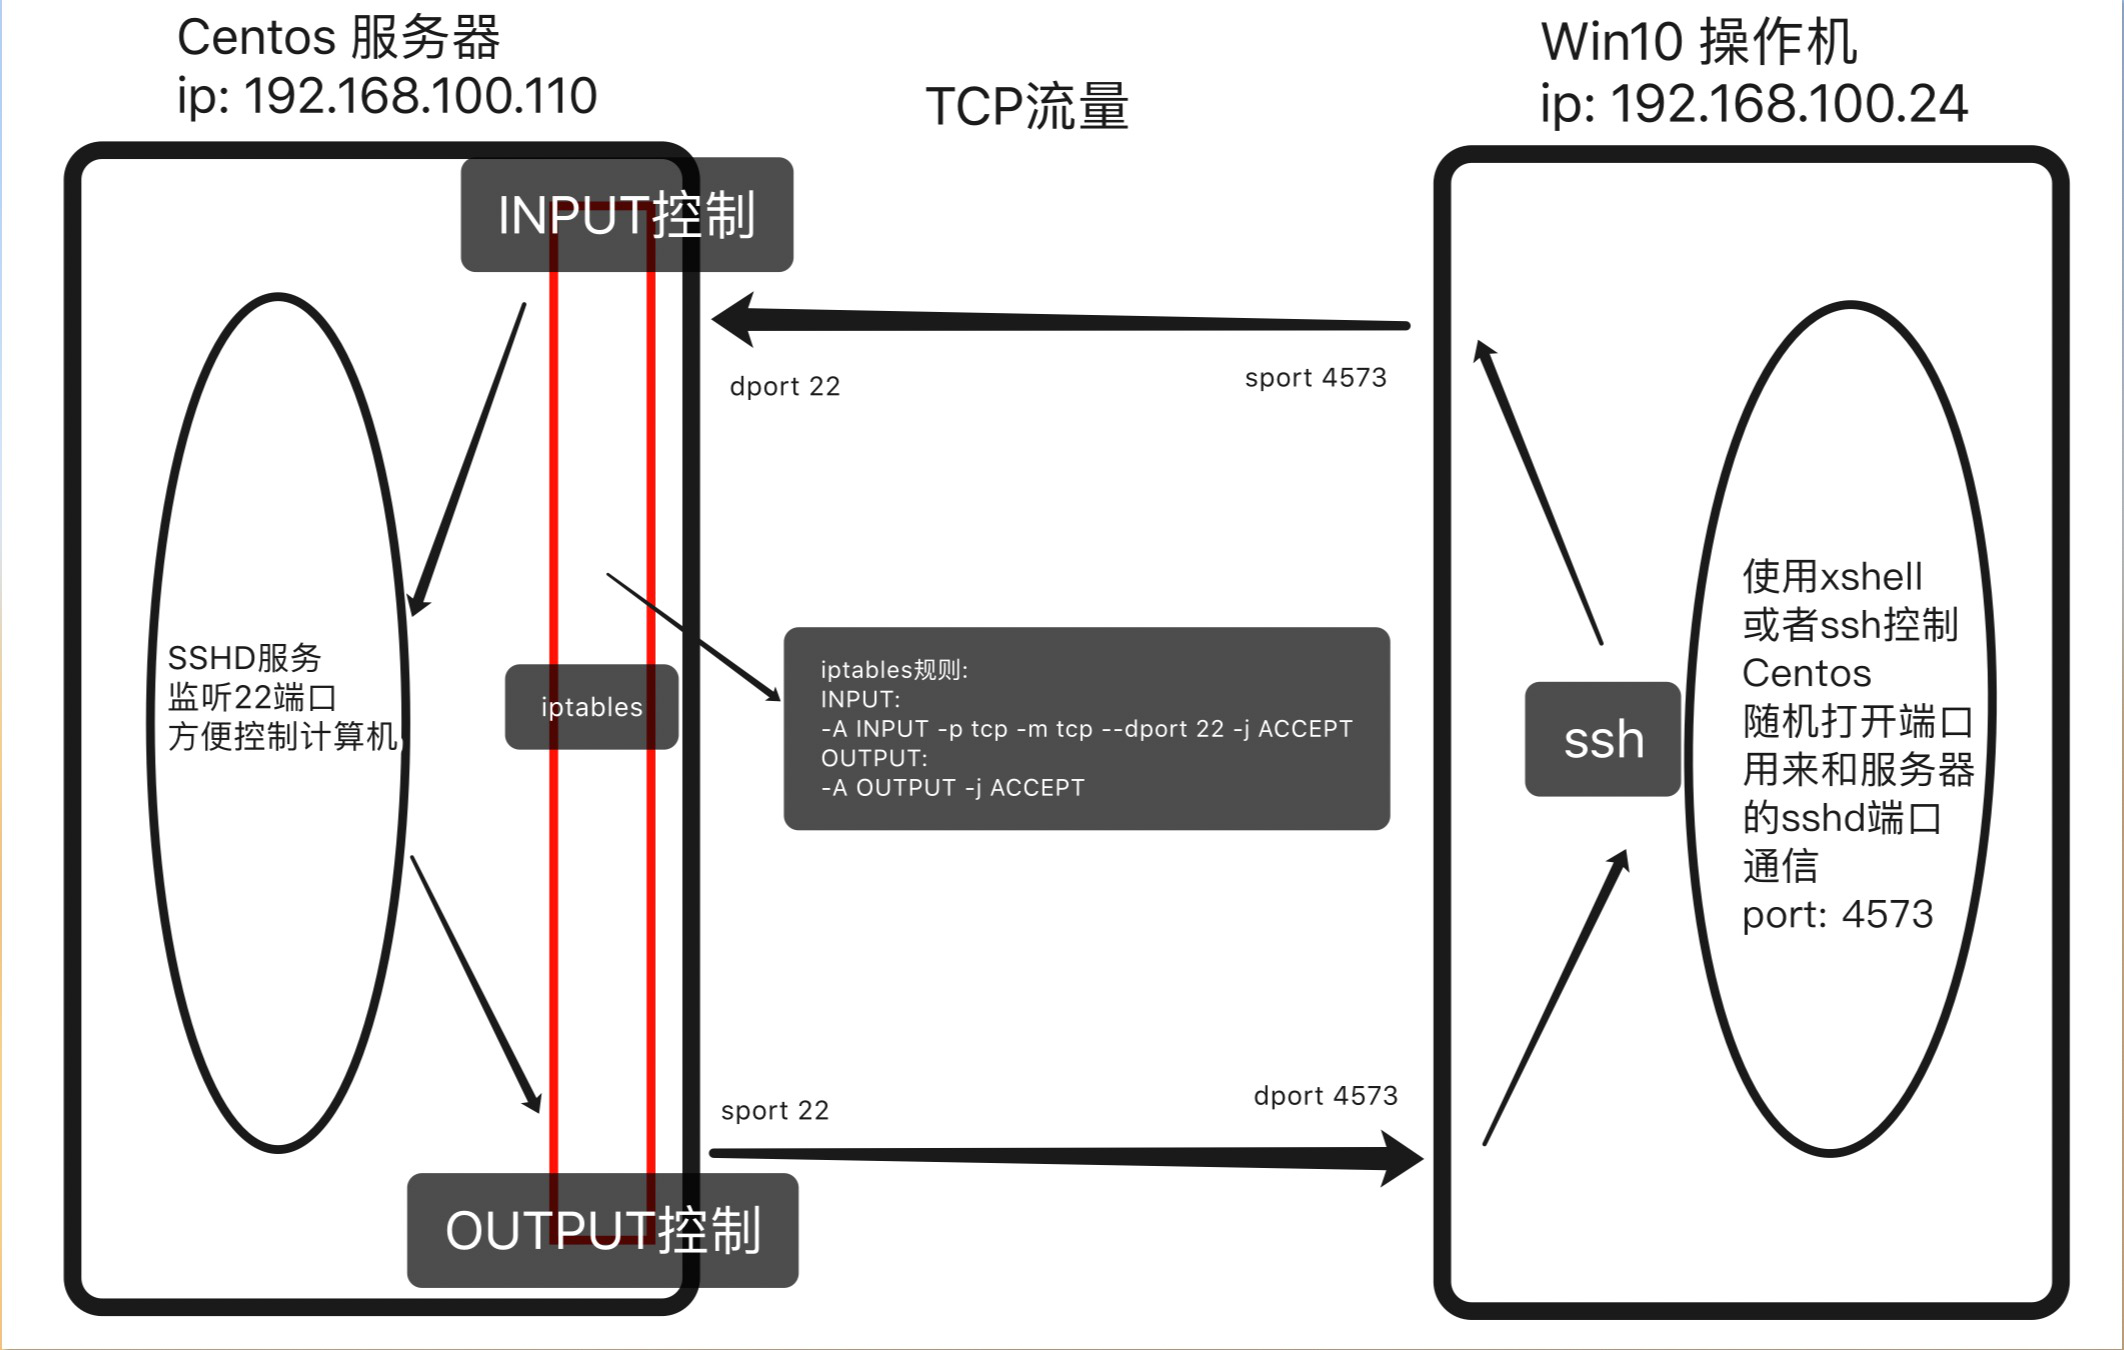 Centos 服务器
ip: 192.168.100.110
TCP流量
Win10 操作机
ip: 192.168.100.24
INPUT控制
dport 22
sport 4573
SSHD服务
监听22端口
方便控制计算机
iptables
iptables规则:
INPUT:
-A INPUT -p tcp -m tcp --dport 22 -j ACCEPT
OUTPUT:
-A OUTPUT -j ACCEPT
ssh
使用xshell
或者ssh控制
Centos
随机打开端口
用来和服务器
的sshd端口
通信
port: 4573
sport 22
dport 4573
OUTPUT控制